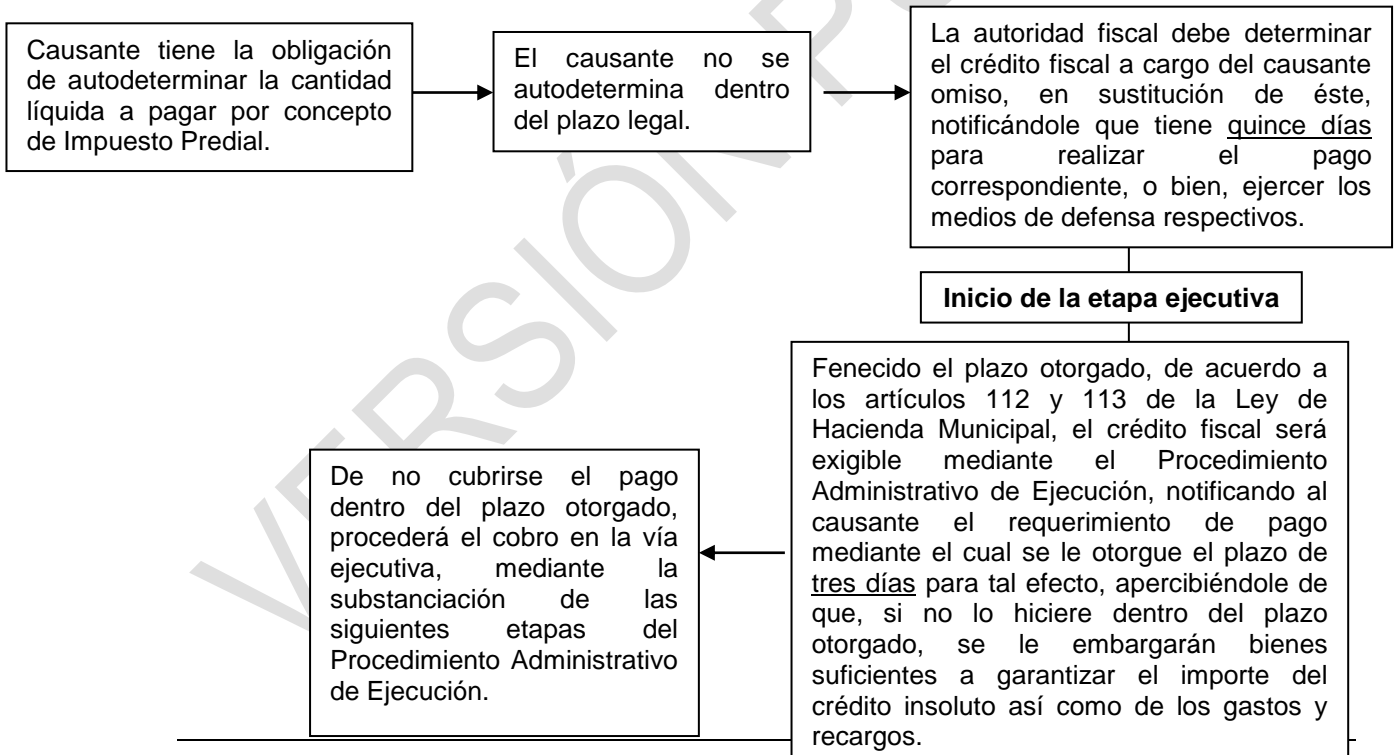 Causante tiene la obligación
de autodeterminar la cantidad
líquida a pagar por concepto
de Impuesto Predial.
El causante no se
autodetermina dentro
del plazo legal.
La autoridad fiscal debe determinar
el crédito fiscal a cargo del causante
omiso, en sustitución de éste,
notificándole que tiene quince días
para realizar el pago
correspondiente, o bien, ejercer los
medios de defensa respectivos.
Inicio de la etapa ejecutiva
Fenecido el plazo otorgado, de acuerdo a
los artículos 112 y 113 de la Ley de
Hacienda Municipal, el crédito fiscal será
exigible mediante el Procedimiento
Administrativo de Ejecución, notificando al
causante el requerimiento de pago
mediante el cual se le otorgue el plazo de
tres días para tal efecto, apercibiéndole de
que, si no lo hiciere dentro del plazo
otorgado, se le embargarán bienes
suficientes a garantizar el importe del
crédito insoluto así como de los gastos y
recargos.
De no cubrirse el pago
dentro del plazo otorgado,
procederá el cobro en la vía
ejecutiva, mediante la
substanciación de las
siguientes etapas del
Procedimiento Administrativo
de Ejecución.
VERSIÓN